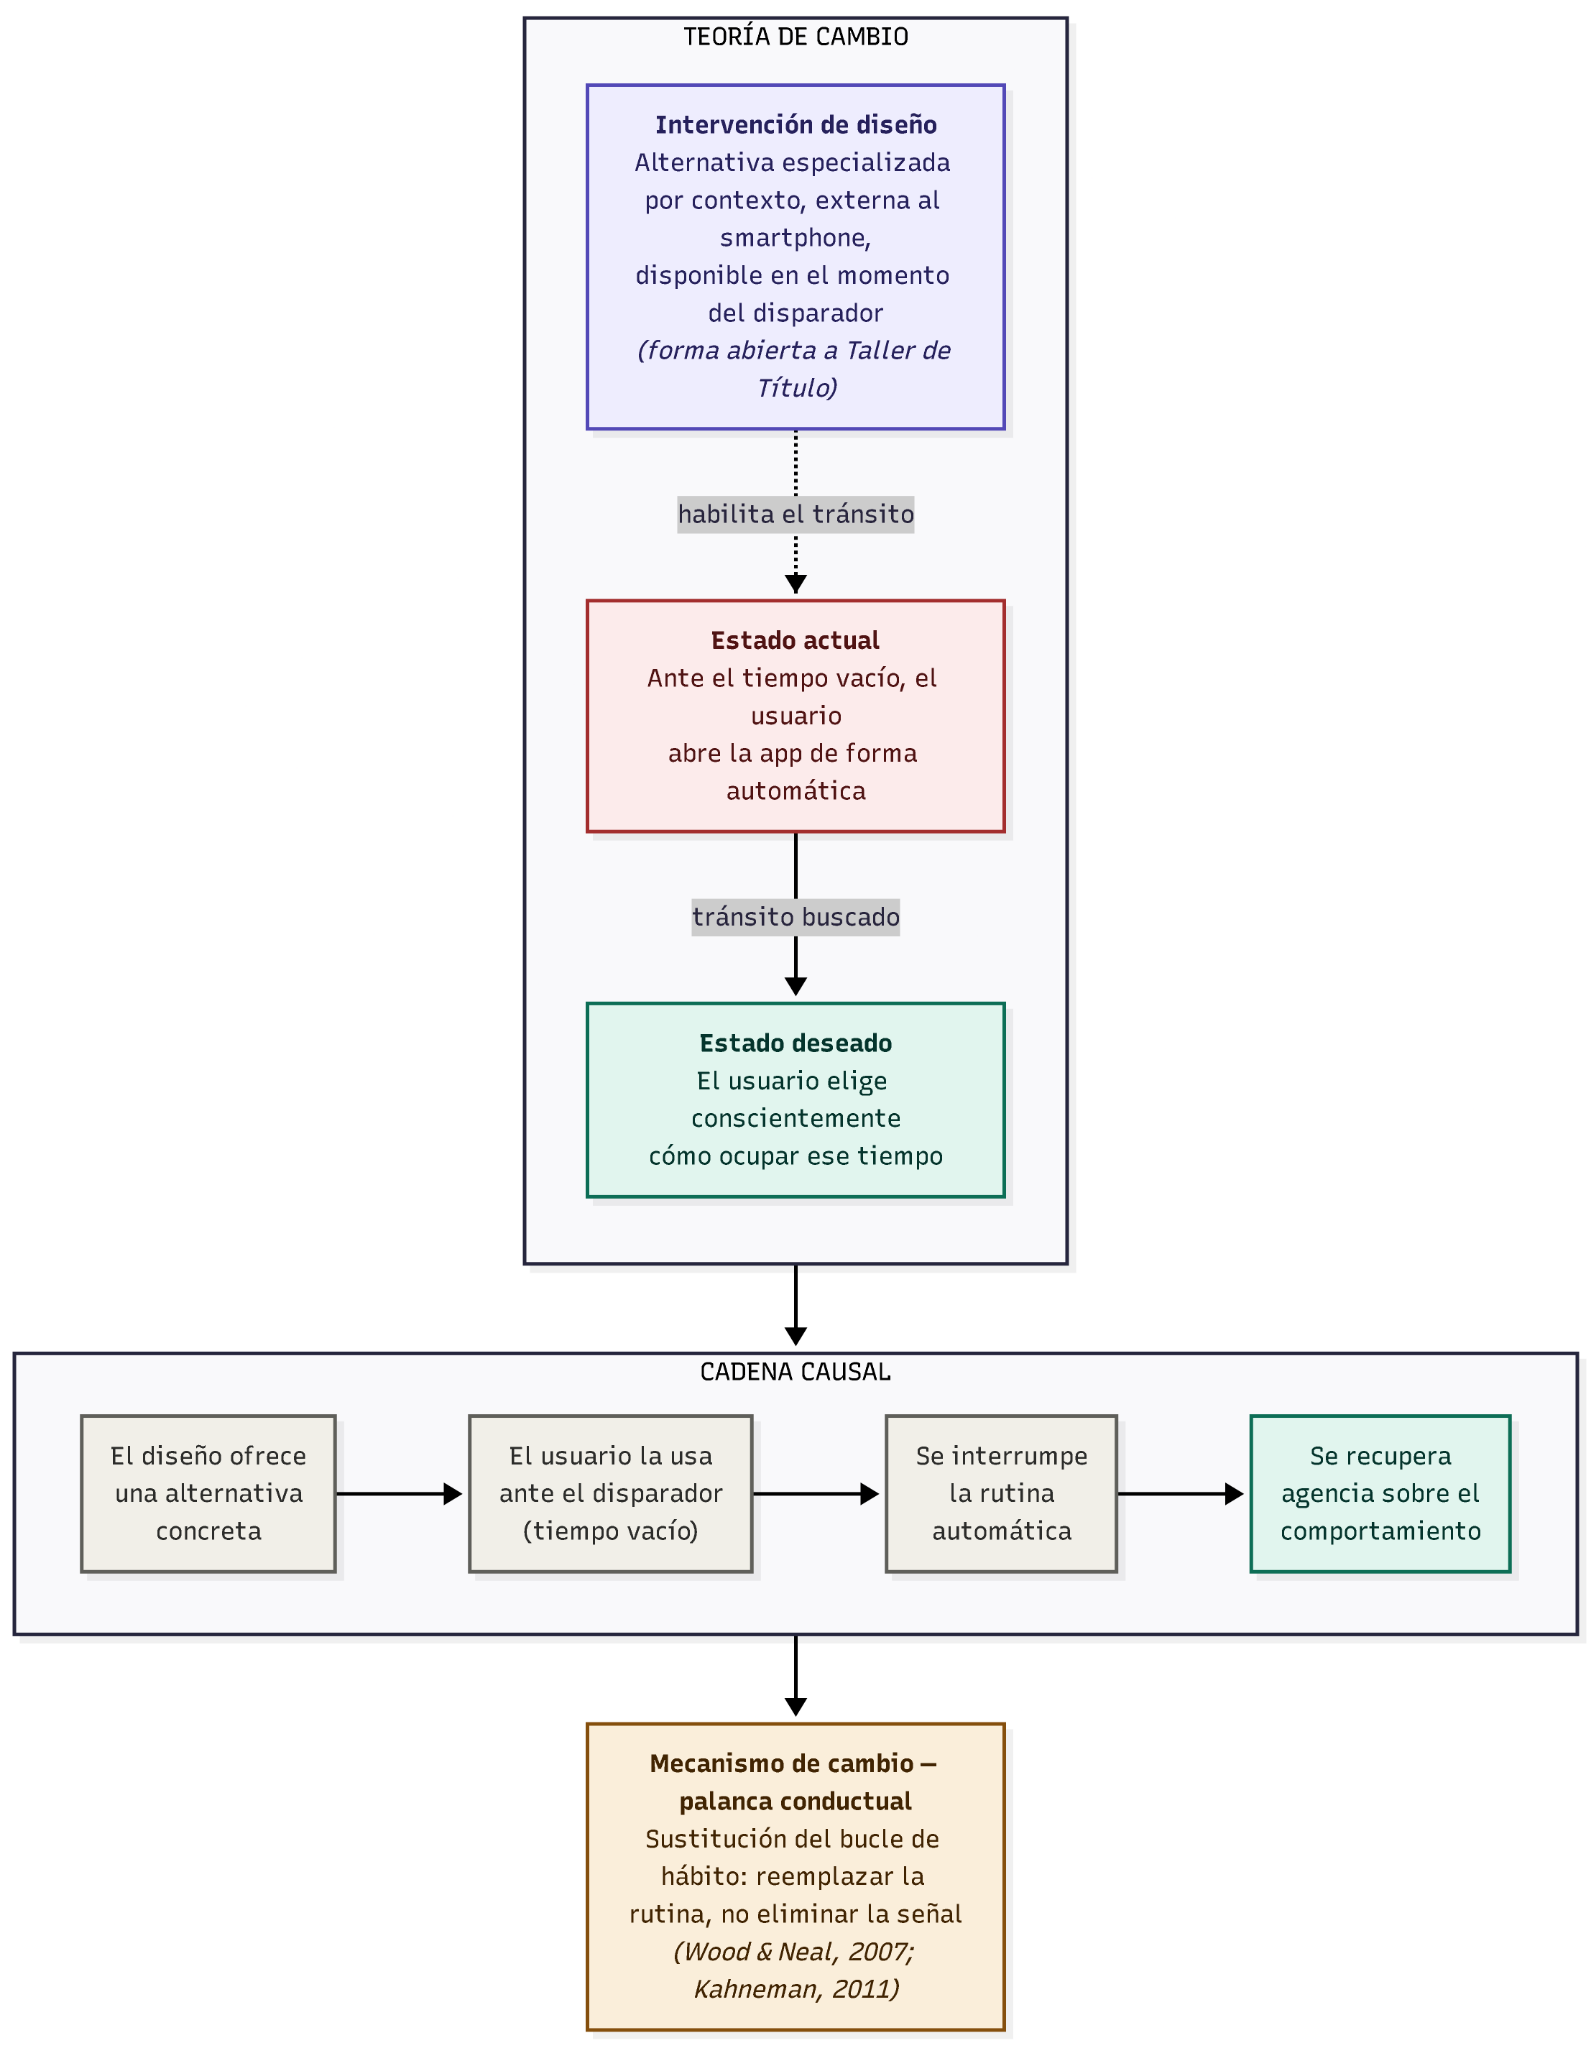 TEORÍA DE CAMBIO
Intervención de diseño
Alternativa especializada
por contexto, externa al
smartphone,
disponible en el momento
del disparador
(forma abierta a Taller de
Título)
habilita el tránsito
Estado actual
Ante el tiempo vacío, el
usuario
abre la app de forma
automática
tránsito buscado
Estado deseado
El usuario elige
conscientemente
cómo ocupar ese tiempo
CADENA CAUSAL
El diseño ofrece
una alternativa
concreta
El usuario la usa
ante el disparador
(tiempo vacío)
Se interrumpe
la rutina
automática
Se recupera
agencia sobre el
comportamiento
Mecanismo de cambio —
palanca conductual
Sustitución del bucle de
hábito: reemplazar la
rutina, no eliminar la señal
(Wood & Neal, 2007;
Kahneman, 2011)